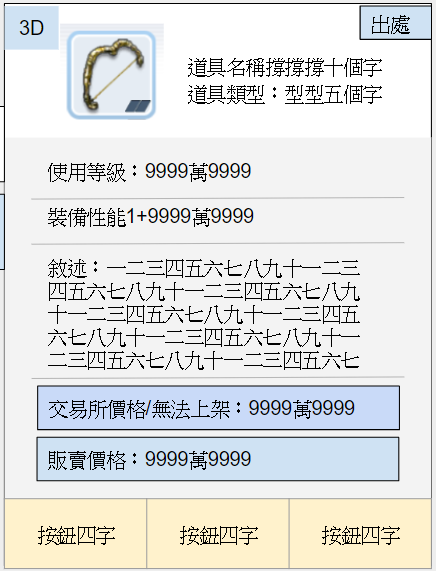 3D
出處
道具名稱撐撐撐十個字
道具類型：型型五個字
使用等級：9999萬9999
裝備性能1+9999萬9999
敘述：一二三四五六七八九十一二三
四五六七八九十一二三四五六七八九
十一二三四五六七八九十一二三四五
六七八九十一二三四五六七八九十一
二三四五六七八九十一二三四五六七
交易所價格/無法上架：9999萬9999
販賣價格：9999萬9999
按鈕四字
按鈕四字
按鈕四字